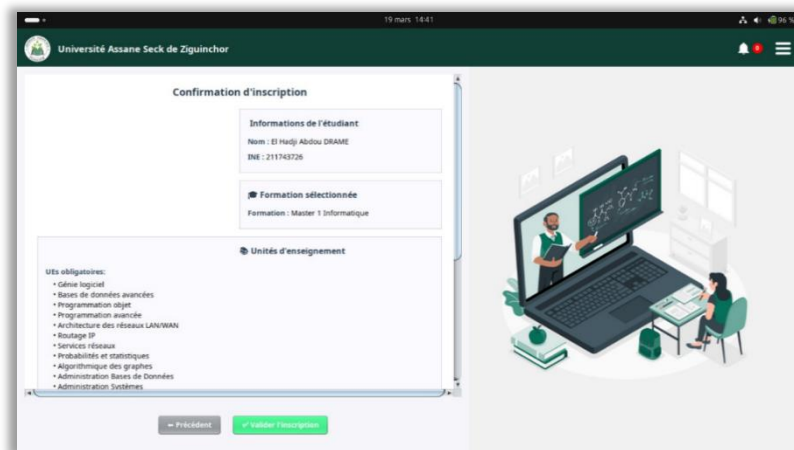 19 mars 14:41
96 %
Université Assane Seck de Ziguinchor
0
Confirmation d'inscription
Informations de l'étudiant
Nom : El Hadji Abdou DRAME
INE : 211743726
Formation sélectionnée
Formation : Master 1 Informatique
Unités d'enseignement
UEs obligatoires:
• Génie logiciel
• Bases de données avancées
• Programmation objet
• Programmation avancée
• Architecture des réseaux LAN/WAN
• Routage IP
• Services réseaux
• Probabilités et statistiques
• Algorithmique des graphes
• Administration Bases de Données
• Administration Systèmes
Précédent
Valider l'inscription